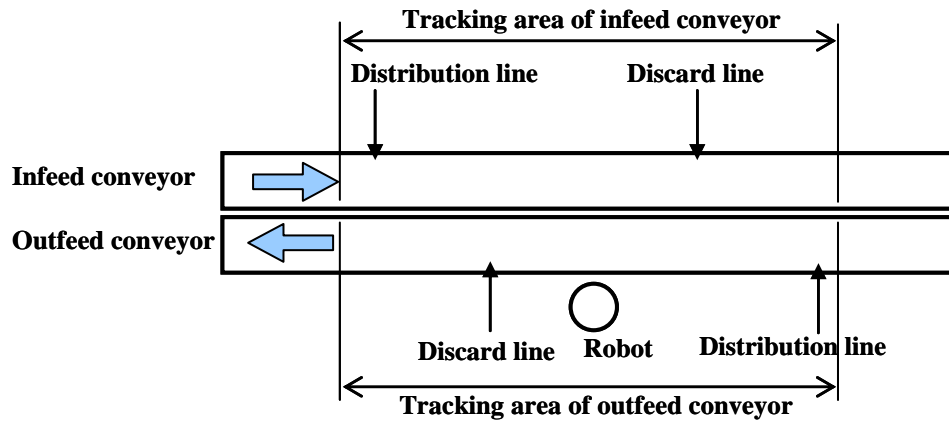 Tracking area of infeed conveyor
Distribution line
Discard line
Infeed conveyor
Outfeed conveyor
Discard line
Robot
Distribution line
Tracking area of outfeed conveyor